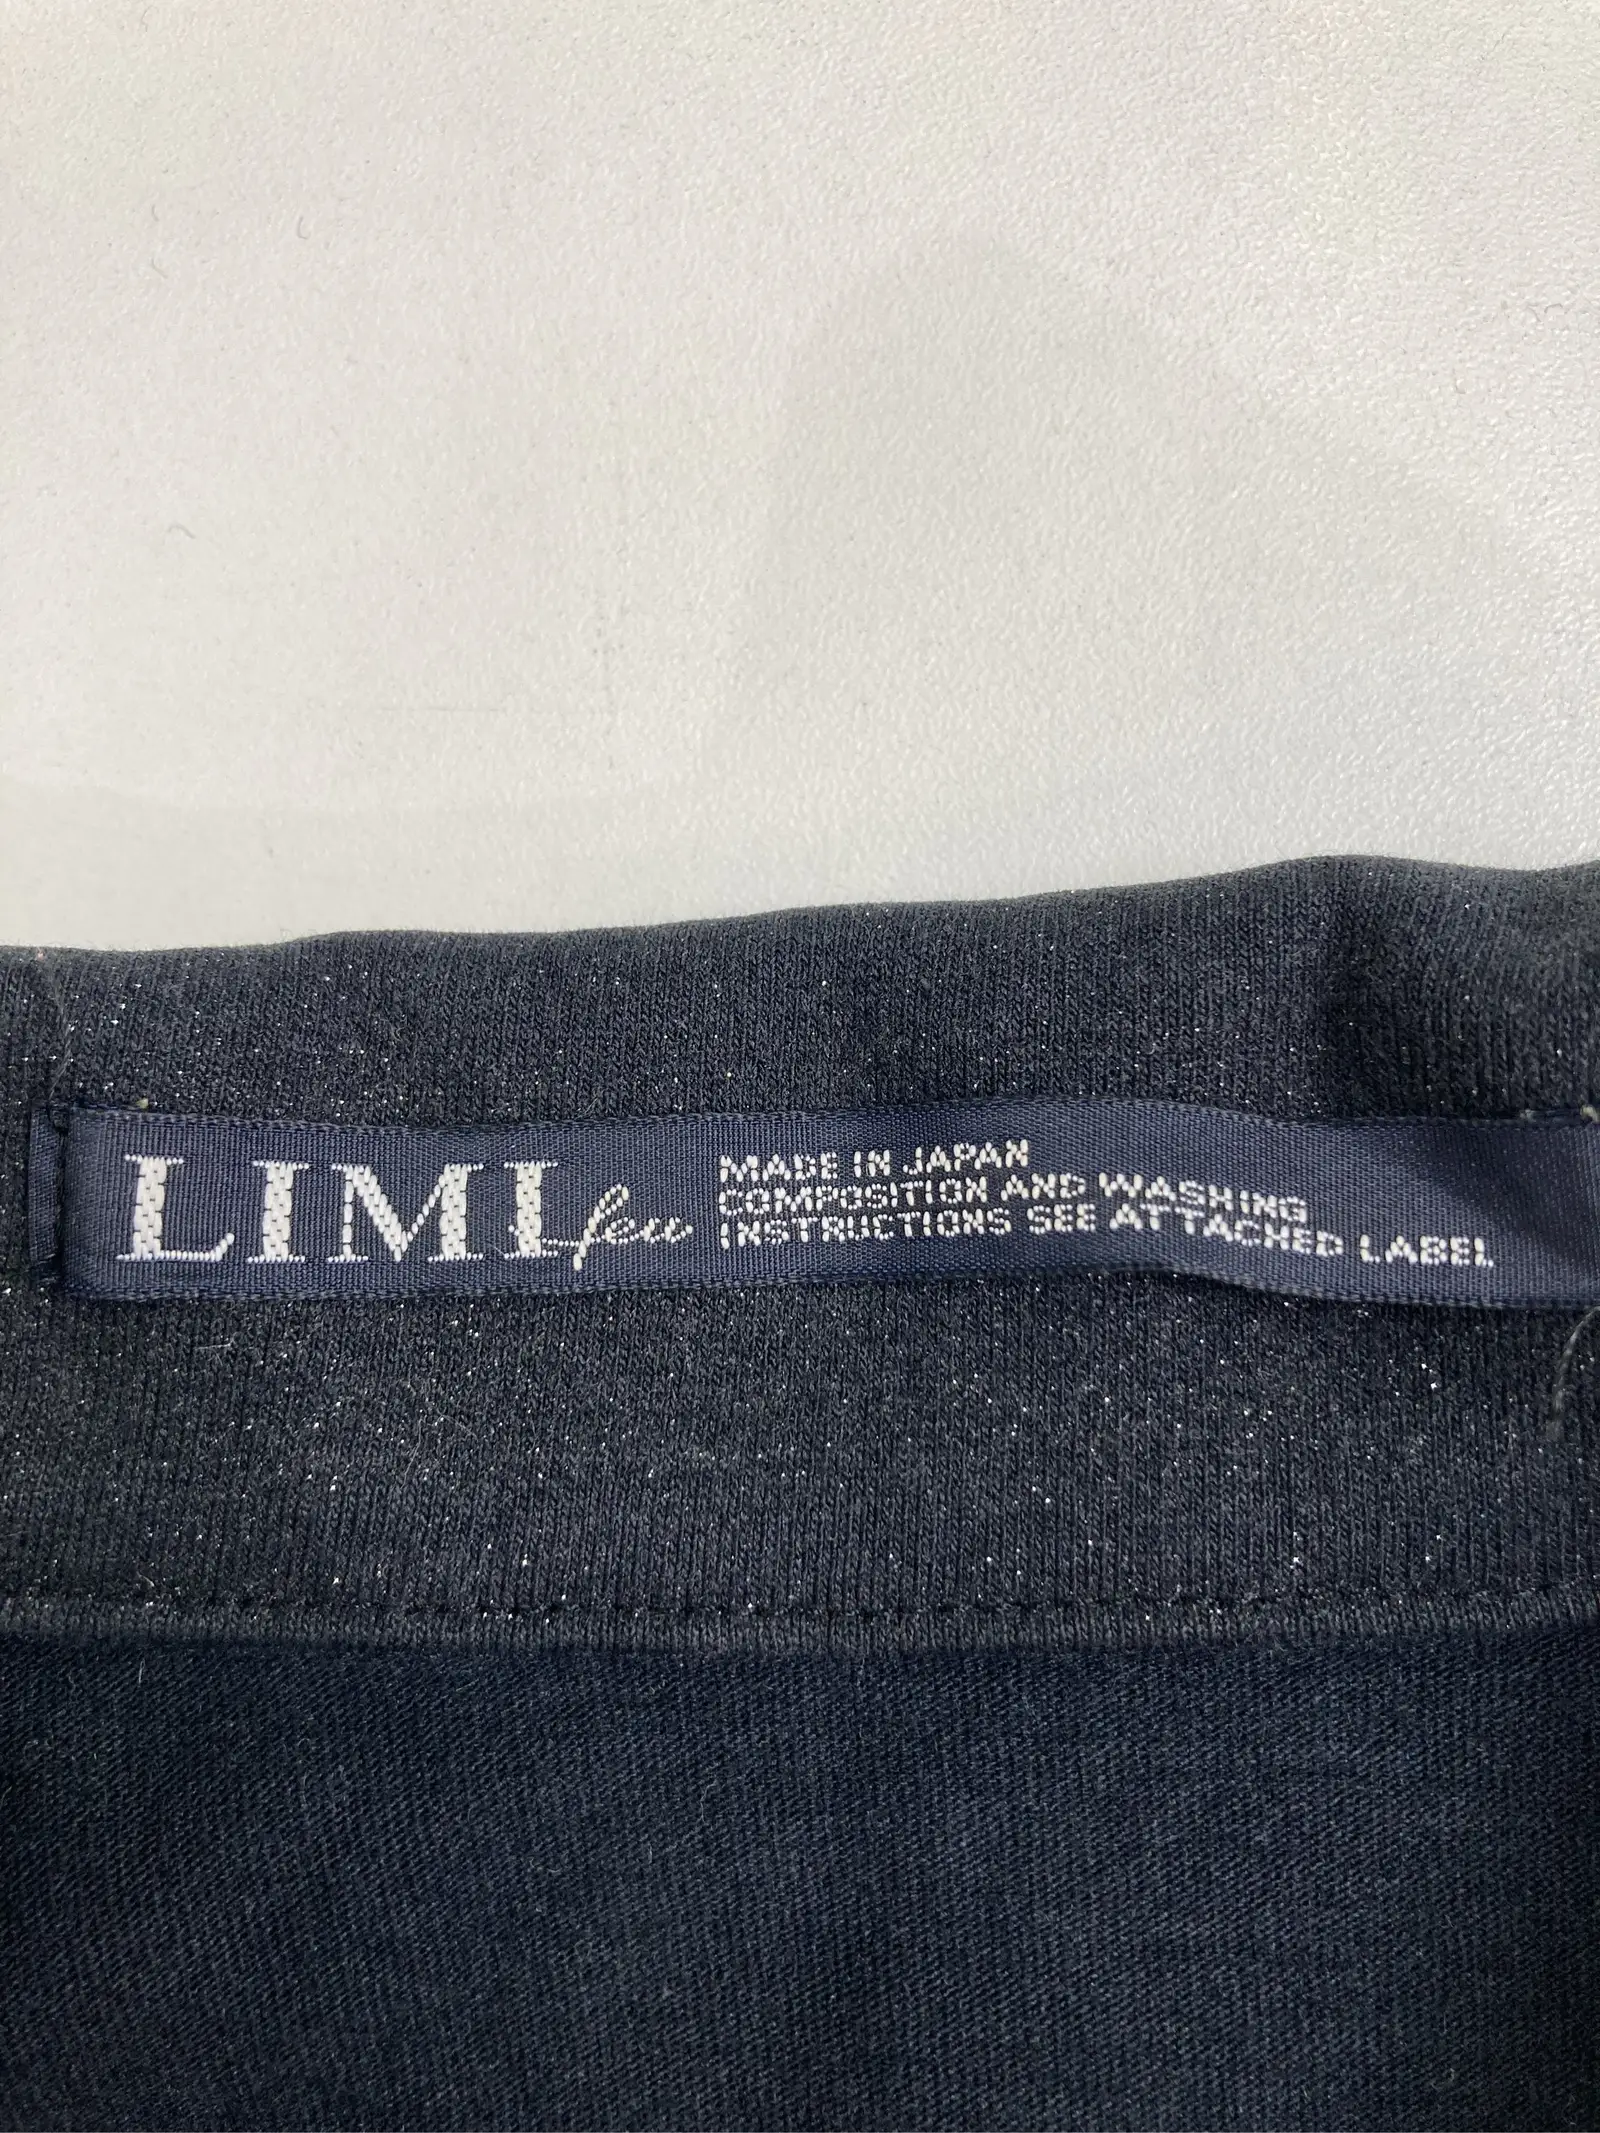 LIMI feu
MADE IN JAPAN
COMPOSITION AND WASHING
INSTRUCTIONS SEE ATTACHED LABEL